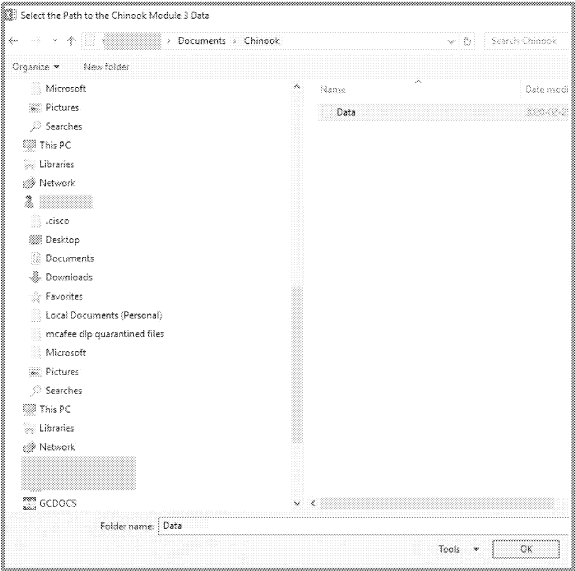 Select the Path to the Chinook Module 3 Data
Documents › Chinook
Search Chinook
Organize
New folder
Microsoft
Pictures
Searches
This PC
Libraries
Network
.cisco
Desktop
Documents
Downloads
Favorites
Local Documents (Personal)
mcafee dlp quarantined files
Microsoft
Pictures
Searches
This PC
Libraries
Network
GCDOCS
Name
Date modi
Data
Folder name: Data
Tools
OK